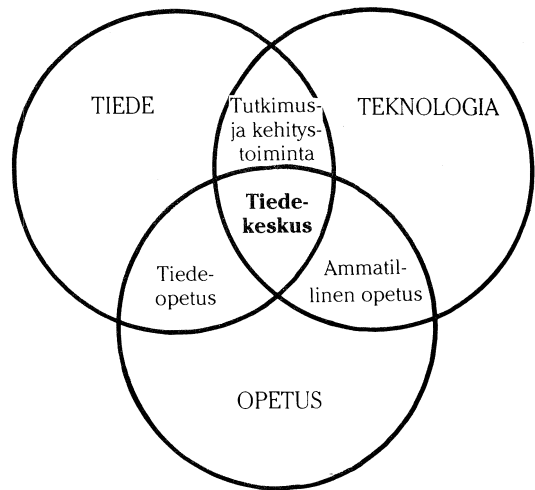 TIEDE
Tutkimus-
ja kehitys-
toiminta
TEKNOLOGIA
Tiede-
keskus
Tiede-
opetus
Ammatil-
linen opetus
OPETUS